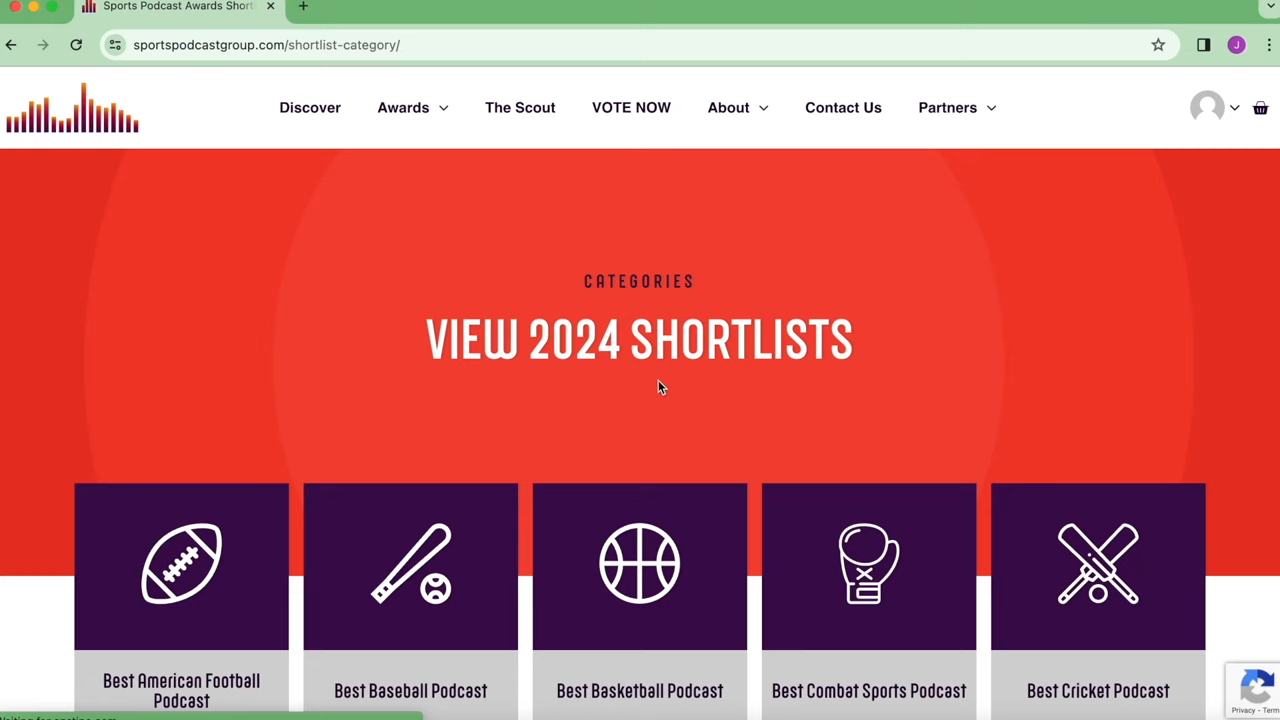 Sports Podcast Awards Short
sportspodcastgroup.com/shortlist-category/
J
Discover Awards The Scout VOTE NOW About Contact Us Partners
CATEGORIES
VIEW 2024 SHORTLISTS
Best American Football
Podcast
Best Baseball Podcast
Best Basketball Podcast
Best Combat Sports Podcast
Best Cricket Podcast
Privacy - Term